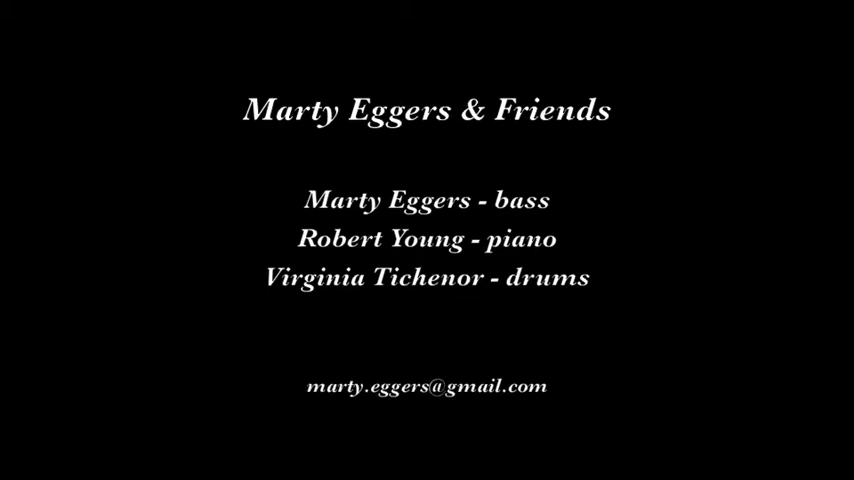 Marty Eggers & Friends
Marty Eggers - bass
Robert Young - piano
Virginia Tichenor - drums
marty.eggers@gmail.com